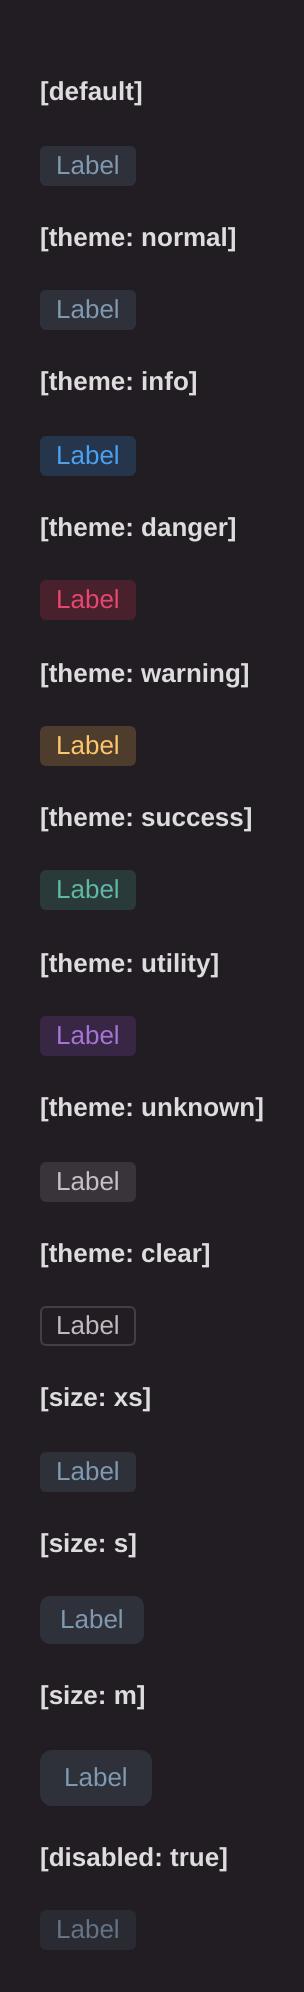 [default]
Label
[theme: normal]
Label
[theme: info]
Label
[theme: danger]
Label
[theme: warning]
Label
[theme: success]
Label
[theme: utility]
Label
[theme: unknown]
Label
[theme: clear]
Label
[size: xs]
Label
[size: s]
Label
[size: m]
Label
[disabled: true]
Label